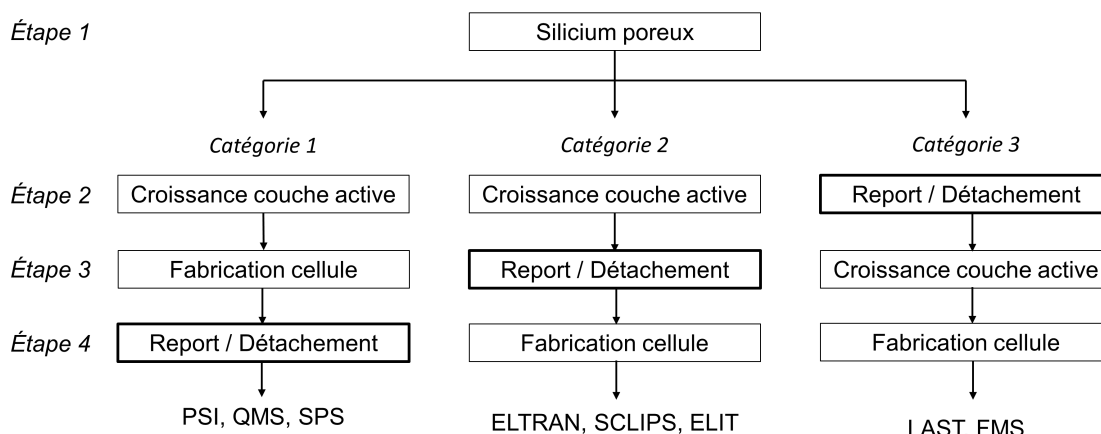 Étape 1
Silicium poreux
Catégorie 1
Catégorie 2
Catégorie 3
Étape 2
Croissance couche active
Croissance couche active
Report / Détachement
Étape 3
Fabrication cellule
Report / Détachement
Croissance couche active
Étape 4
Report / Détachement
Fabrication cellule
Fabrication cellule
PSI, QMS, SPS
ELTRAN, SCLIPS, ELIT
LAST, FMS